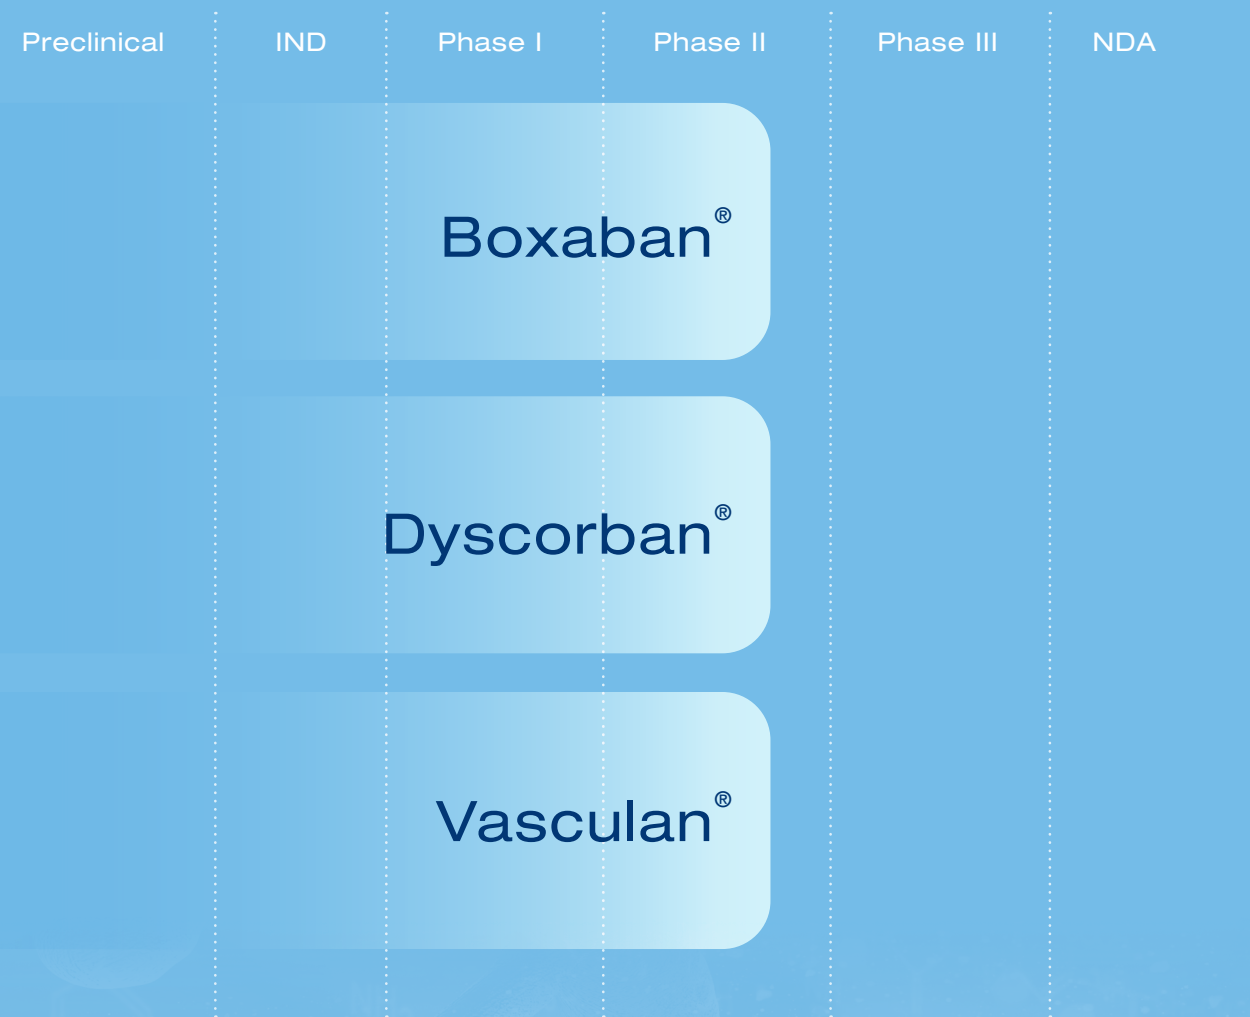 Preclinical IND Phase I Phase II Phase III NDA
Boxaban®
Dyscorban®
Vasculan®